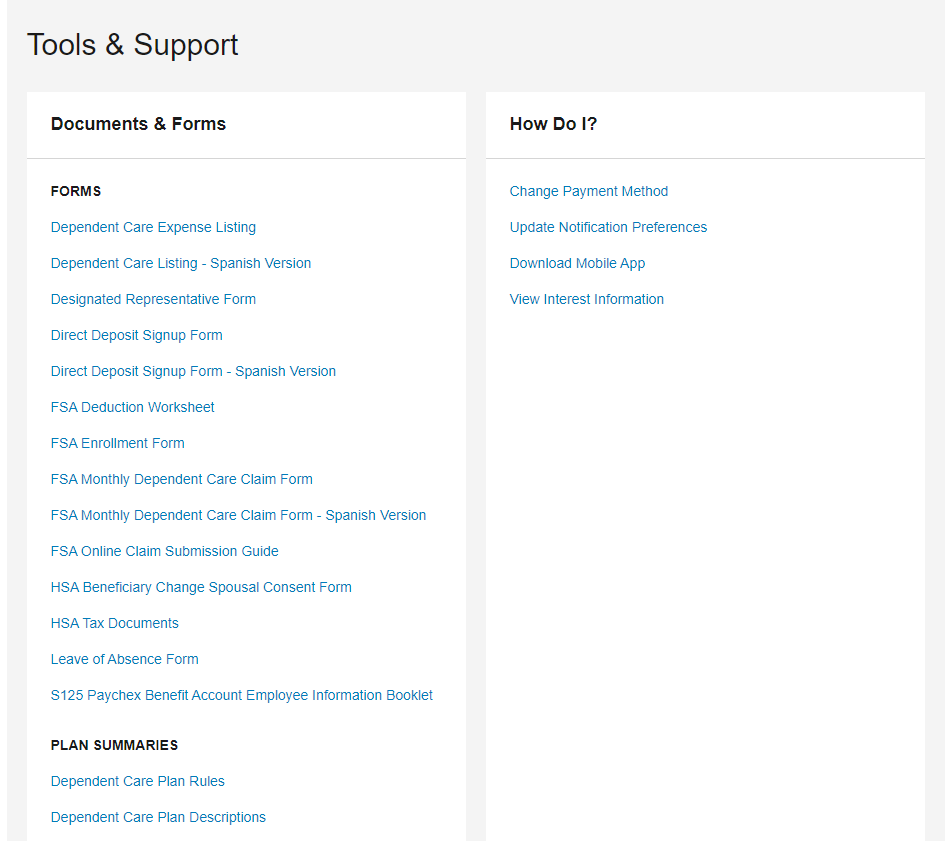 Tools & Support
Documents & Forms
FORMS
Dependent Care Expense Listing
Dependent Care Listing - Spanish Version
Designated Representative Form
Direct Deposit Signup Form
Direct Deposit Signup Form - Spanish Version
FSA Deduction Worksheet
FSA Enrollment Form
FSA Monthly Dependent Care Claim Form
FSA Monthly Dependent Care Claim Form - Spanish Version
FSA Online Claim Submission Guide
HSA Beneficiary Change Spousal Consent Form
HSA Tax Documents
Leave of Absence Form
S125 Paychex Benefit Account Employee Information Booklet
PLAN SUMMARIES
Dependent Care Plan Rules
Dependent Care Plan Descriptions
How Do I?
Change Payment Method
Update Notification Preferences
Download Mobile App
View Interest Information